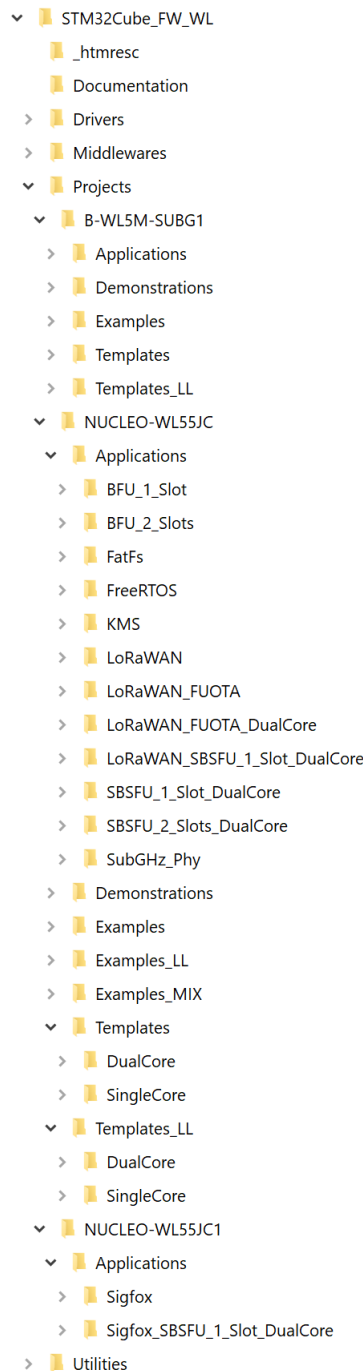 STM32Cube_FW_WL
_htmresc
Documentation
Drivers
Middlewares
Projects
B-WL5M-SUBG1
Applications
Demonstrations
Examples
Templates
Templates_LL
NUCLEO-WL55JC
Applications
BFU_1_Slot
BFU_2_Slots
FatFs
FreeRTOS
KMS
LoRaWAN
LoRaWAN_FUOTA
LoRaWAN_FUOTA_DualCore
LoRaWAN_SBSFU_1_Slot_DualCore
SBSFU_1_Slot_DualCore
SBSFU_2_Slots_DualCore
SubGHz_Phy
Demonstrations
Examples
Examples_LL
Examples_MIX
Templates
DualCore
SingleCore
Templates_LL
DualCore
SingleCore
NUCLEO-WL55JC1
Applications
Sigfox
Sigfox_SBSFU_1_Slot_DualCore
Utilities